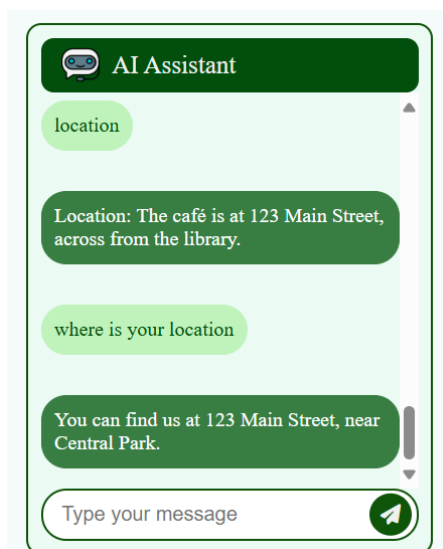 AI Assistant
location
Location: The café is at 123 Main Street,
across from the library.
where is your location
You can find us at 123 Main Street, near
Central Park.
Type your message